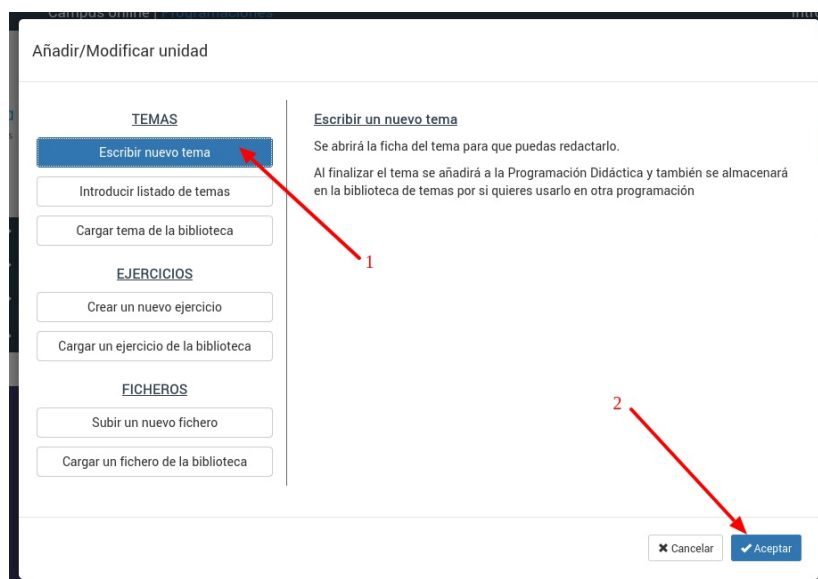 Campus online | Programaciones
Añadir/Modificar unidad
TEMAS
Escribir nuevo tema
Introducir listado de temas
Cargar tema de la biblioteca
EJERCICIOS
Crear un nuevo ejercicio
Cargar un ejercicio de la biblioteca
FICHEROS
Subir un nuevo fichero
Cargar un fichero de la biblioteca
Escribir un nuevo tema
Se abrirá la ficha del tema para que puedas redactarlo.
Al finalizar el tema se añadirá a la Programación Didáctica y también se almacenará
en la biblioteca de temas por si quieres usarlo en otra programación
1
2
Cancelar
Aceptar